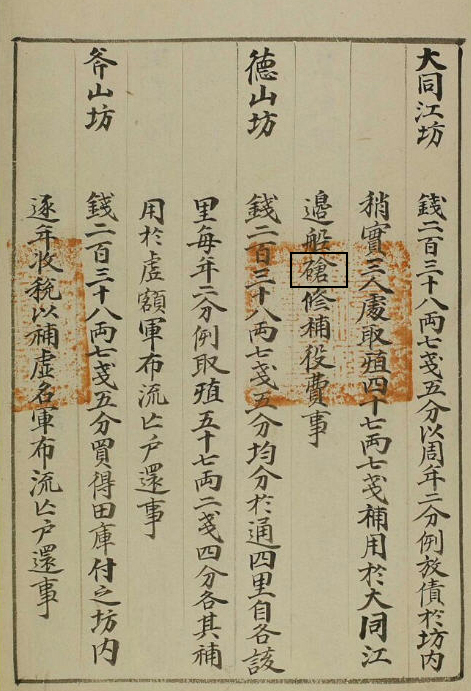 大同江坊
錢二百三十八兩七戔五分以周年二分例放債於坊內
稍實三人處取殖四十七兩七戔補用於大同江
邊船艙修補役費事
德山坊
錢二百三十八兩七戔五分均分於通四里自各該
里每年二分例取殖五十七兩二戔四分各其補
用於虛額軍布流亡戶還事
斧山坊
錢二百三十八兩七戔五分買得田庫付之坊內
逐年收稅以補虛名軍布流亡戶還事